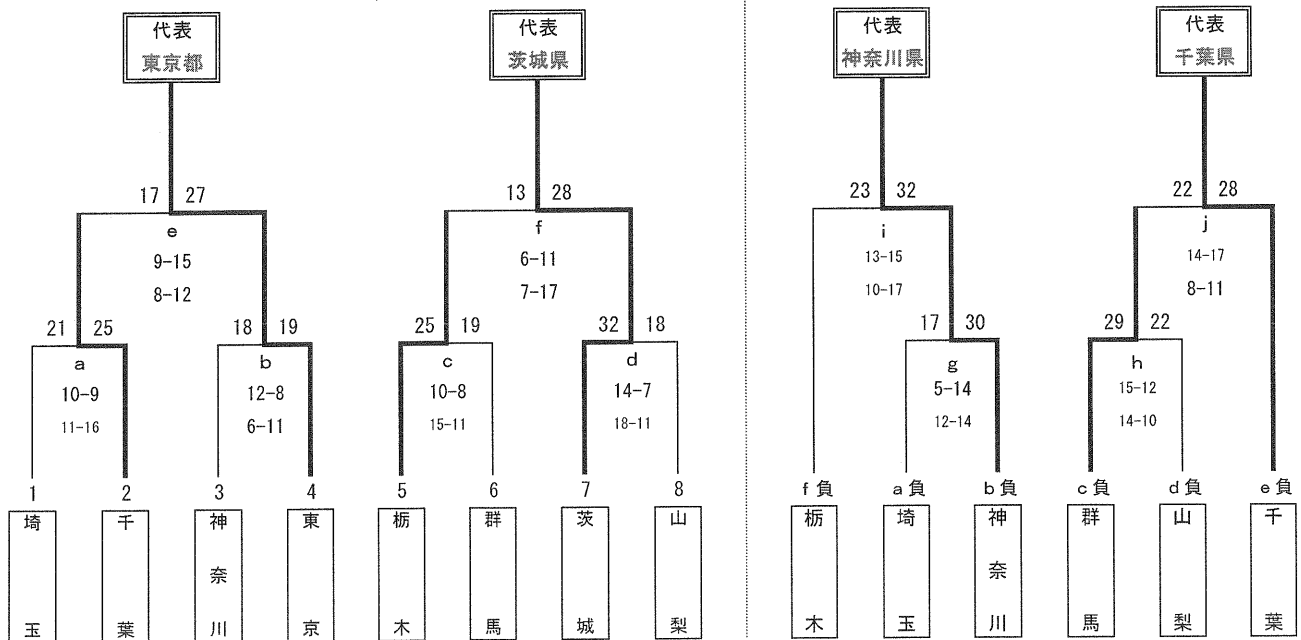 代表
東京都
代表
茨城県
代表
神奈川県
代表
千葉県
17 27
13 28
23 32
22 28
e
9-15
8-12
f
6-11
7-17
i
13-15
10-17
j
14-17
8-11
21 25
18 19
25 19
32 18
17 30
29 22
a
10-9
11-16
b
12-8
6-11
c
10-8
15-11
d
14-7
18-11
g
5-14
12-14
h
15-12
14-10
1 2 3 4 5 6 7 8
f負 a負 b負 c負 d負 e負
埼玉
千葉
神奈川
東京
栃木
群馬
茨城
山梨
栃木
埼玉
神奈川
群馬
山梨
千葉